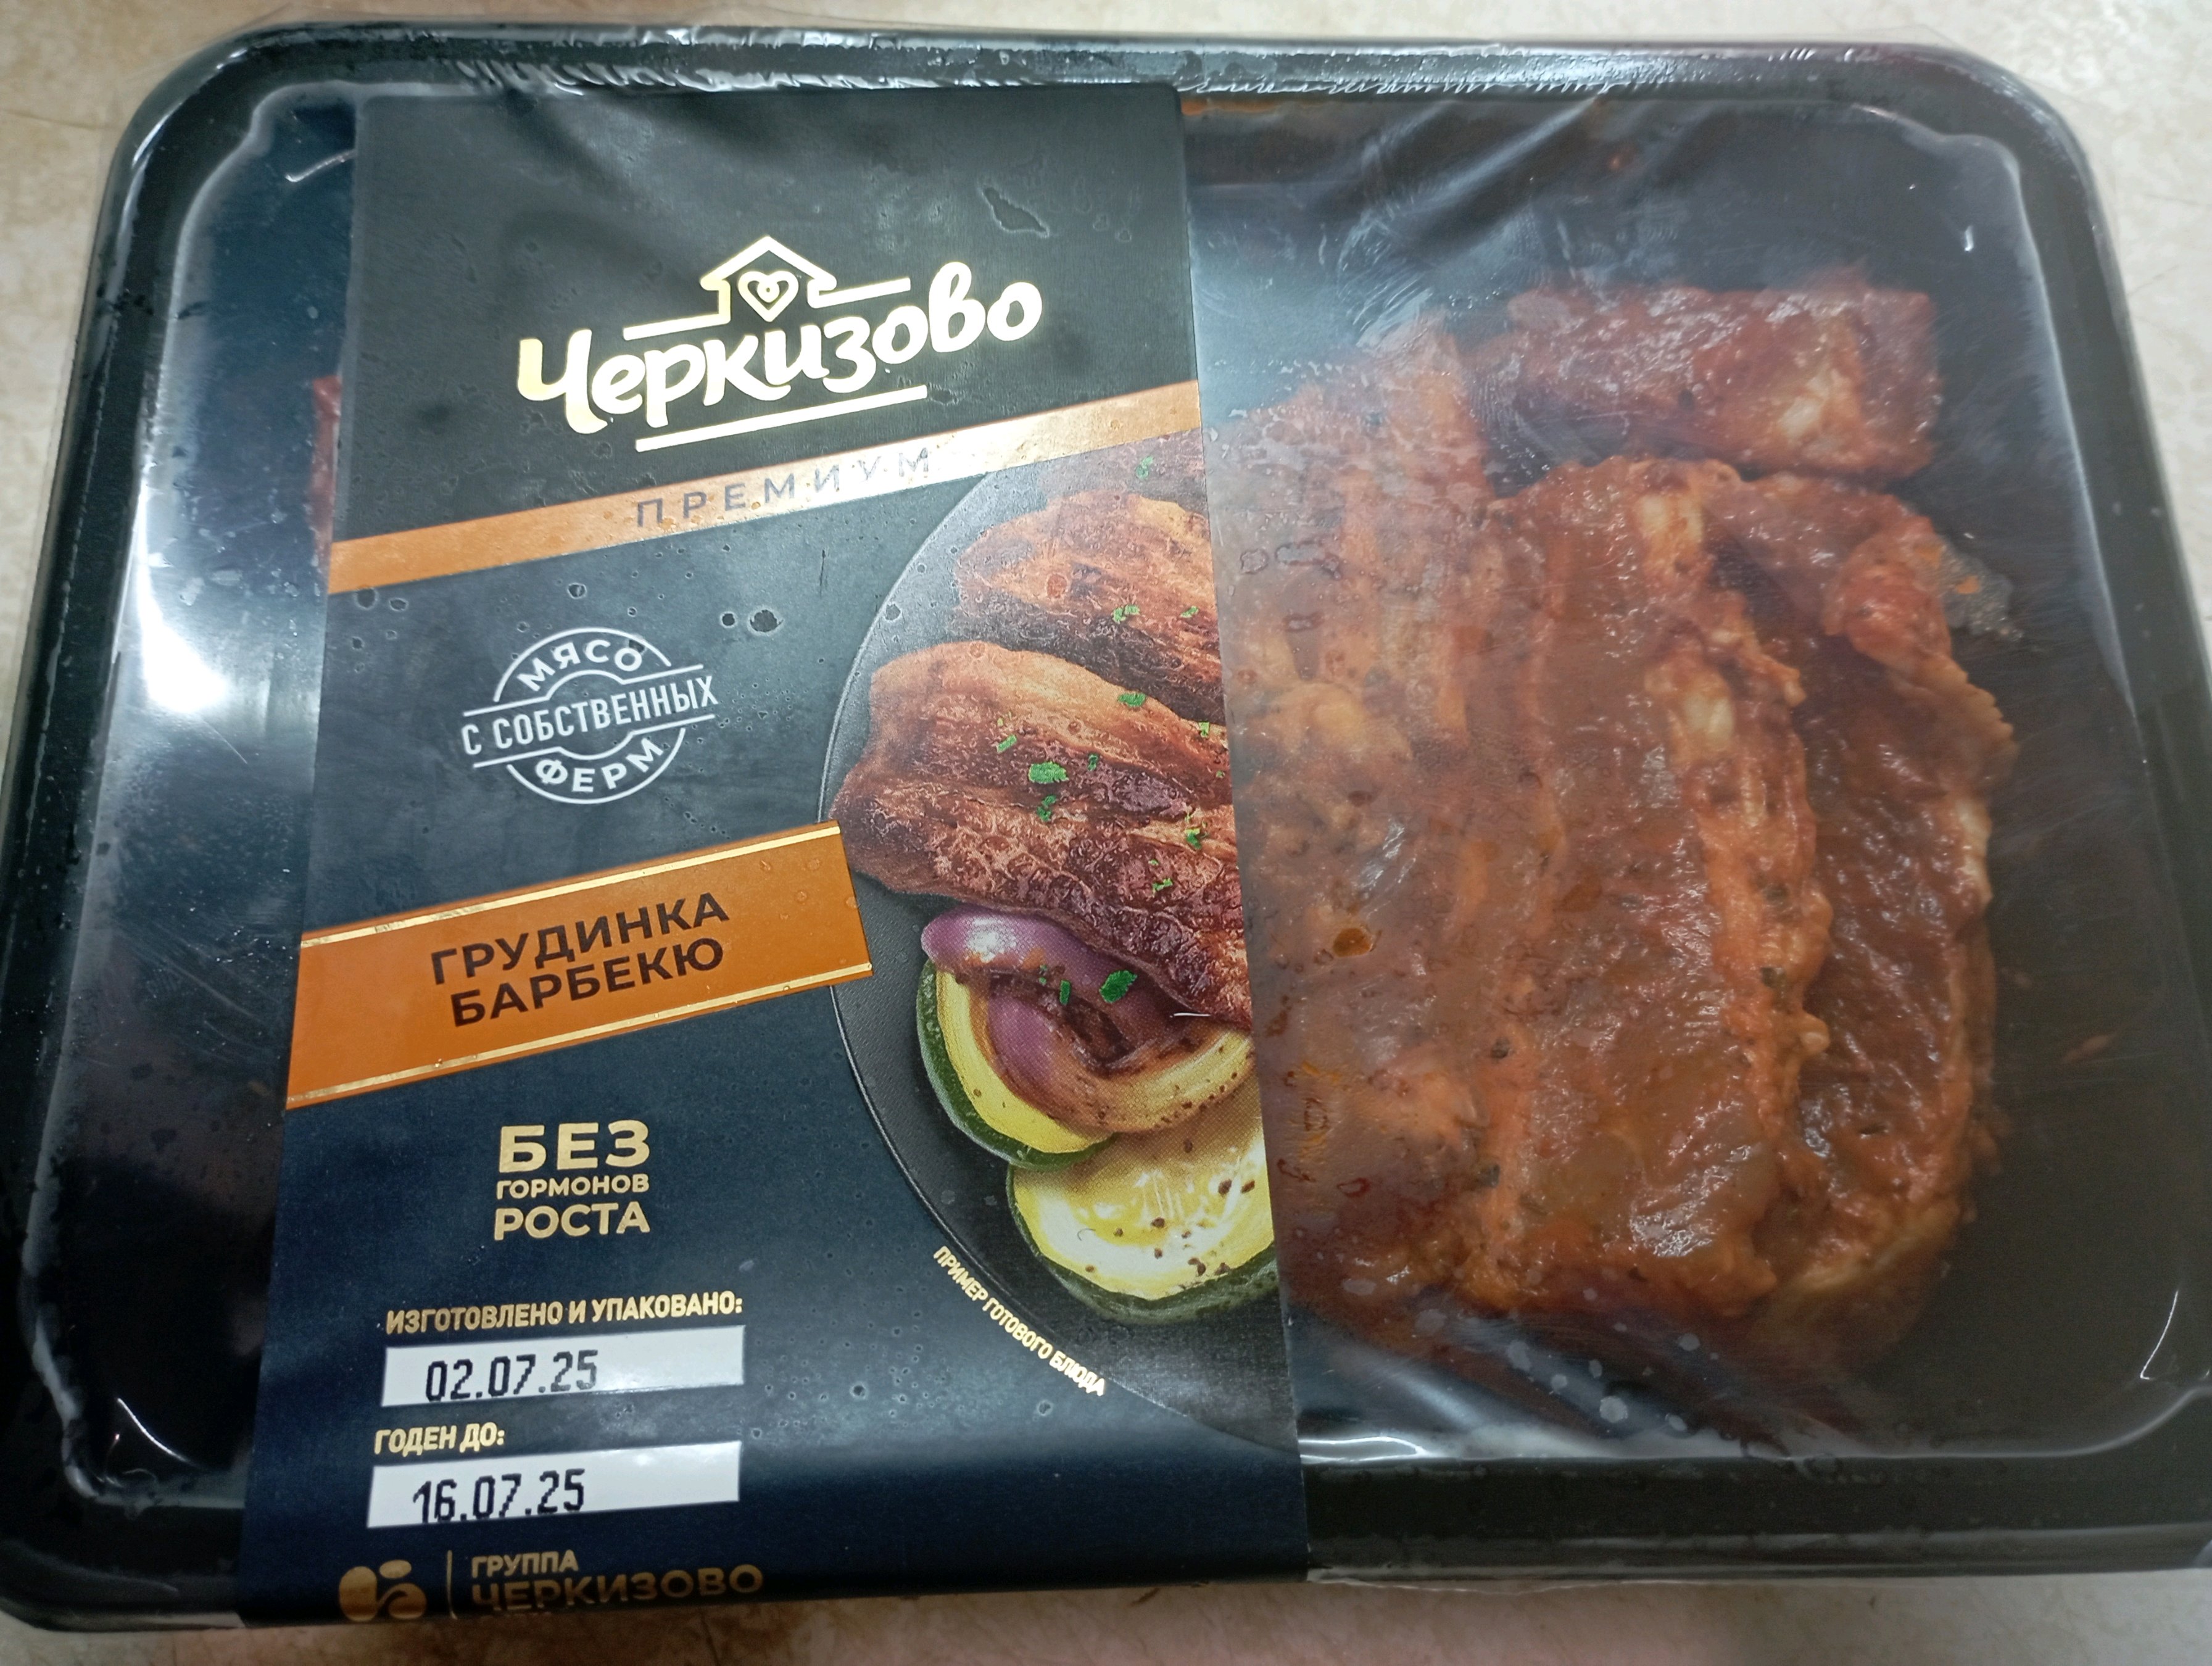 Черкизово
ПРЕМИУМ
МЯСО
С СОБСТВЕННЫХ
ФЕРМ
ГРУДИНКА
БАРБЕКЮ
БЕЗ
ГОРМОНОВ
РОСТА
ПРИМЕР ГОТОВОГО БЛЮДА
ИЗГОТОВЛЕНО И УПАКОВАНО:
02.07.25
ГОДЕН ДО:
16.07.25
ГРУППА
ЧЕРКИЗОВО